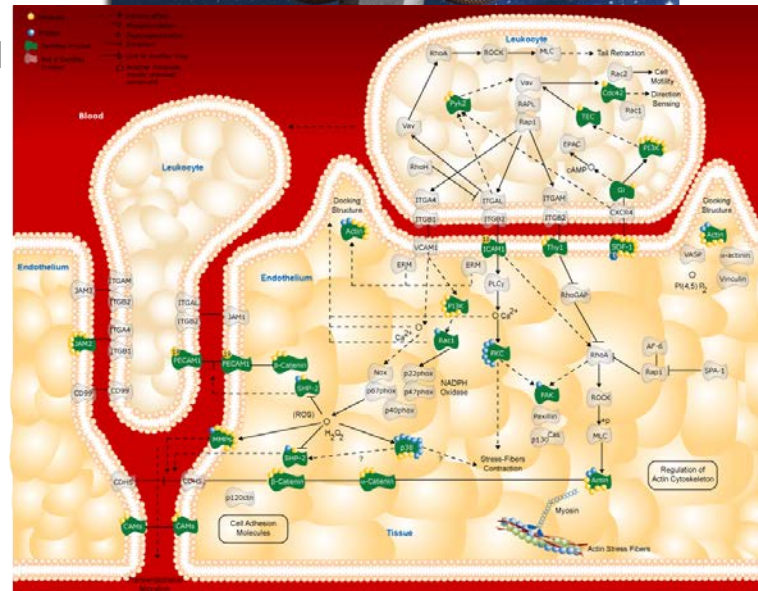 Leukocyte
RhoA
ROCK
MLC
Tail Retraction
Vav
Rac2
Cell
Motility
Pyk2
Cdc42
Direction
Sensing
RAPL
TEC
Rac1
Rap1
Vav
EPAC
PI3K
cAMP
RhoH
Gi
ITGA4
ITGAL
ITGAM
CXCR4
ITGB1
ITGB2
ITGB2
Blood
Leukocyte
Docking
Structure
Actin
VCAM1
ICAM1
Thy1
SDF-1
Docking
Structure
Actin
Endothelium
Endothelium
ERM
ERM
VASP
α-actinin
PLCγ
PI(4,5)P2
Vinculin
JAM3
ITGAM
ITGB2
ITGAL
ITGB2
JAM1
PI3K
RhoGAP
Ca2+
Ca2+
JAM2
ITGA4
ITGB1
Rac1
PKC
RhoA
AF-6
Rap1
SPA-1
PECAM1
PECAM1
β-Catenin
Nox
p22phox
p67phox
p47phox
p40phox
NADPH
Oxidase
CD99
CD99
SHP-2
FAK
Paxillin
p130Cas
ROCK
(ROS)
H2O2
MLC
SHP-2
p38
?
Stress-Fibers
Contraction
CDH5
CDH5
β-Catenin
α-Catenin
Actin
Regulation of
Actin Cytoskeleton
p120ctn
Myosin
CAMs
CAMs
Cell Adhesion
Molecules
Tissue
Actin Stress Fibers